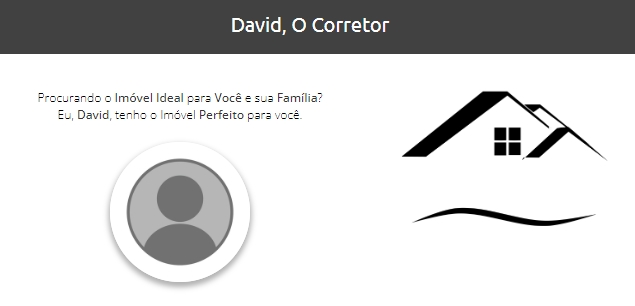 David, O Corretor
Procurando o Imóvel Ideal para Você e sua Família?
Eu, David, tenho o Imóvel Perfeito para você.